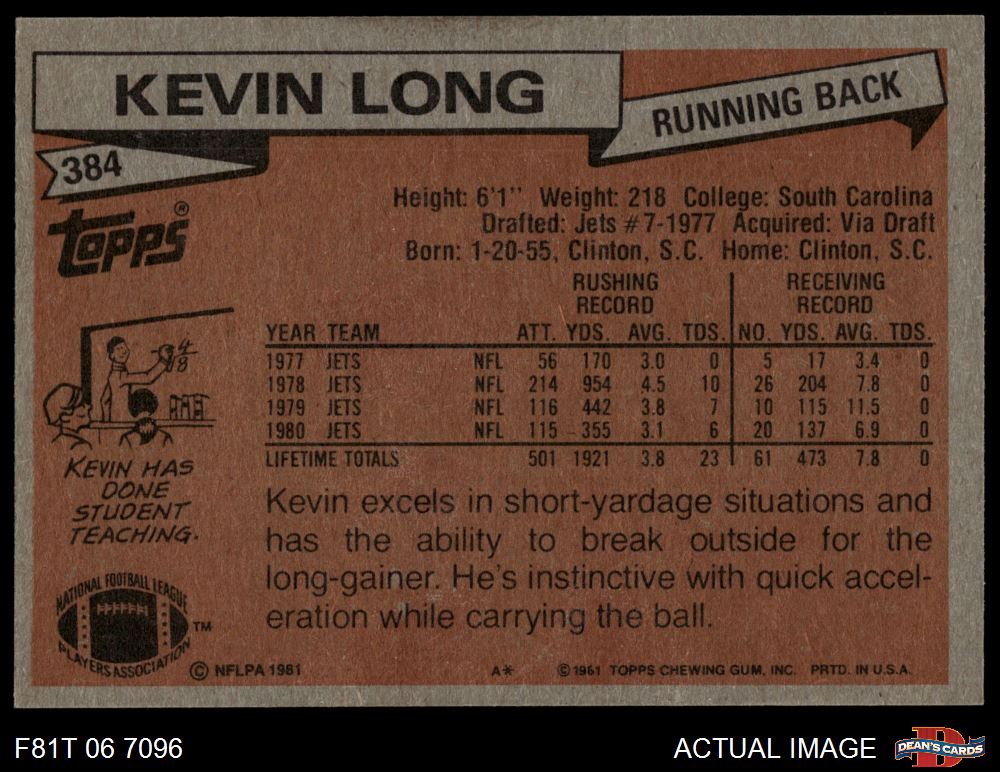 KEVIN LONG
RUNNING BACK
384
Topps®
Height: 6'1" Weight: 218 College: South Carolina
Drafted: Jets #7-1977 Acquired: Via Draft
Born: 1-20-55, Clinton, S.C. Home: Clinton, S.C.
RUSHING RECORD RECEIVING RECORD
YEAR TEAM ATT. YDS. AVG. TDS. NO. YDS. AVG. TDS.
1977 JETS NFL 56 170 3.0 0 5 17 3.4 0
1978 JETS NFL 214 954 4.5 10 26 204 7.8 0
1979 JETS NFL 116 442 3.8 7 10 115 11.5 0
1980 JETS NFL 115 355 3.1 6 20 137 6.9 0
LIFETIME TOTALS 501 1921 3.8 23 61 473 7.8 0
4/8
KEVIN HAS
DONE
STUDENT
TEACHING.
Kevin excels in short-yardage situations and
has the ability to break outside for the
long-gainer. He's instinctive with quick accel-
eration while carrying the ball.
NATIONAL FOOTBALL LEAGUE
PLAYERS ASSOCIATION
TM
© NFLPA 1981
A*
© 1981 TOPPS CHEWING GUM, INC. PRTD. IN U.S.A.
F81T 06 7096
ACTUAL IMAGE
D
DEAN'S CARDS